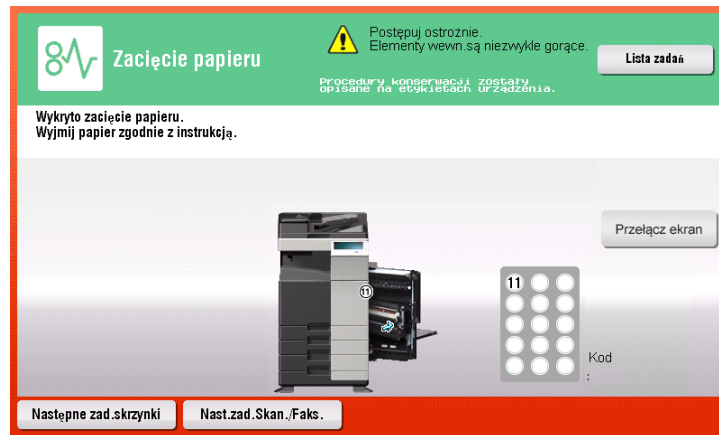 Zacięcie papieru
Postępuj ostrożnie.
Elementy wewn.są niezwykle gorące.
Procedury konserwacji zostały
opisane na etykietach urządzenia.
Lista zadań
Wykryto zacięcie papieru.
Wyjmij papier zgodnie z instrukcją.
Przełącz ekran
11
11
Kod
:
Następne zad.skrzynki
Nast.zad.Skan./Faks.